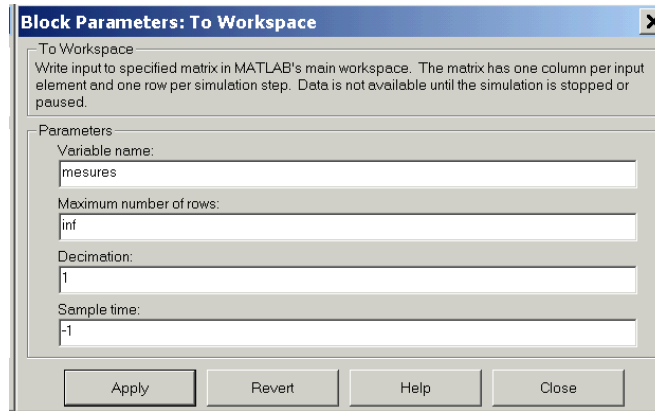 Block Parameters: To Workspace
To Workspace
Write input to specified matrix in MATLAB's main workspace. The matrix has one column per input
element and one row per simulation step. Data is not available until the simulation is stopped or
paused.
Parameters
Variable name:
mesures
Maximum number of rows:
inf
Decimation:
1
Sample time:
-1
Apply Revert Help Close